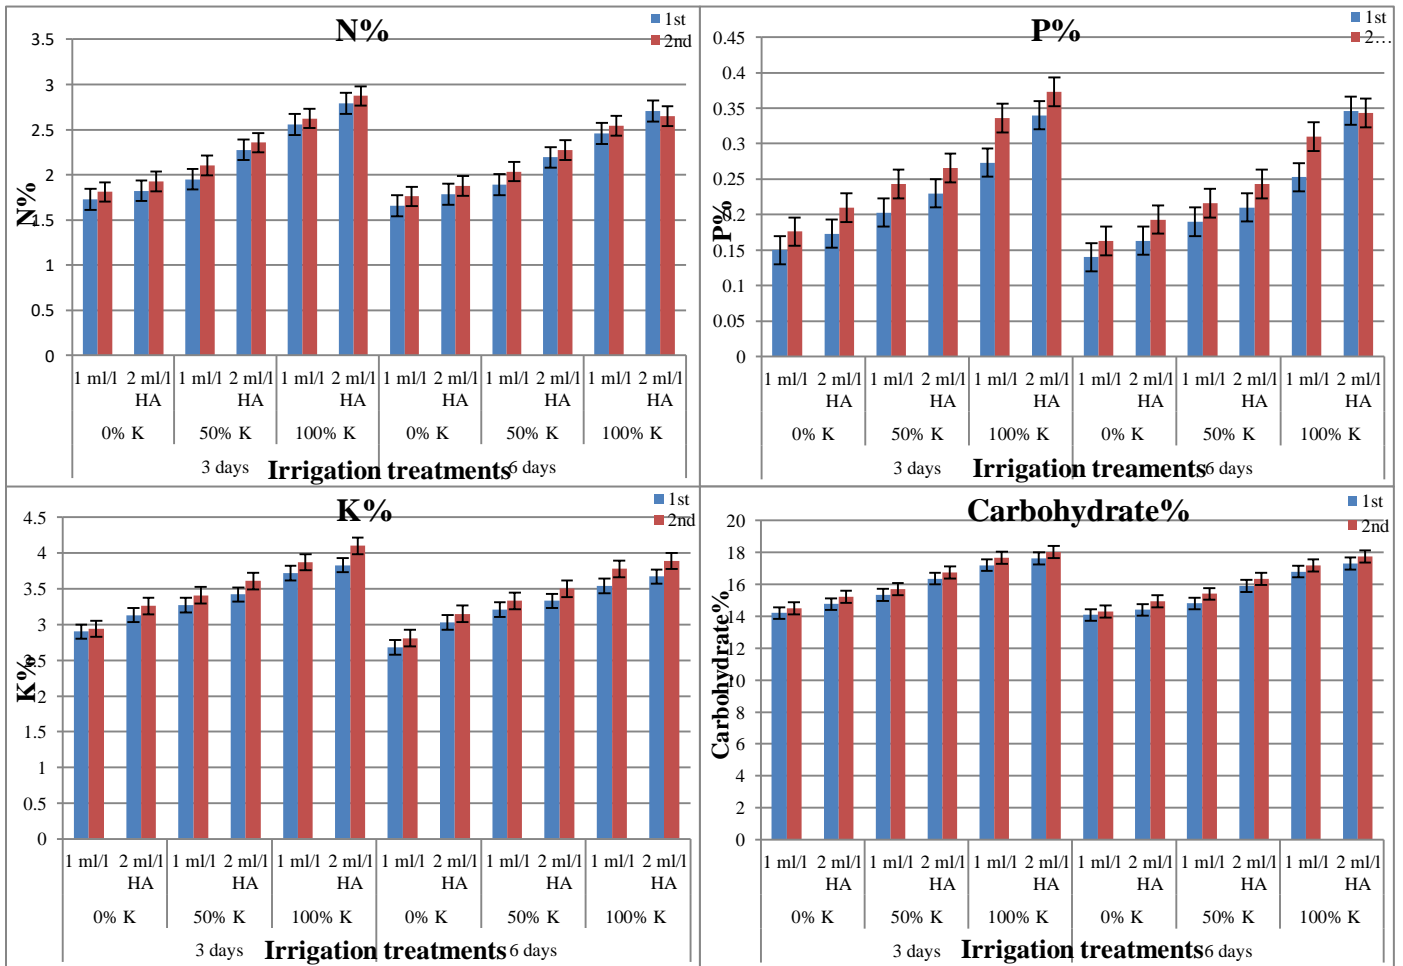 N%
1st
2nd
3.5
3
2.5
2
1.5
1
0.5
0
N%
1 ml/l 2 ml/l 1 ml/l 2 ml/l 1 ml/l 2 ml/l 1 ml/l 2 ml/l 1 ml/l 2 ml/l 1 ml/l 2 ml/l
HA HA HA HA HA HA
0% K 50% K 100% K 0% K 50% K 100% K
3 days Irrigation treatments 6 days
P%
1st
2...
0.45
0.4
0.35
0.3
0.25
0.2
0.15
0.1
0.05
0
P%
1 ml/l 2 ml/l 1 ml/l 2 ml/l 1 ml/l 2 ml/l 1 ml/l 2 ml/l 1 ml/l 2 ml/l 1 ml/l 2 ml/l
HA HA HA HA HA HA
0% K 50% K 100% K 0% K 50% K 100% K
3 days Irrigation treaments 6 days
K%
1st
2nd
4.5
4
3.5
3
2.5
2
1.5
1
0.5
0
K%
1 ml/l 2 ml/l 1 ml/l 2 ml/l 1 ml/l 2 ml/l 1 ml/l 2 ml/l 1 ml/l 2 ml/l 1 ml/l 2 ml/l
HA HA HA HA HA HA
0% K 50% K 100% K 0% K 50% K 100% K
3 days Irrigation treatments 6 days
Carbohydrate%
1st
2nd
20
18
16
14
12
10
8
6
4
2
0
Carbohydrate%
1 ml/l 2 ml/l 1 ml/l 2 ml/l 1 ml/l 2 ml/l 1 ml/l 2 ml/l 1 ml/l 2 ml/l 1 ml/l 2 ml/l
HA HA HA HA HA HA
0% K 50% K 100% K 0% K 50% K 100% K
3 days Irrigation treatments 6 days